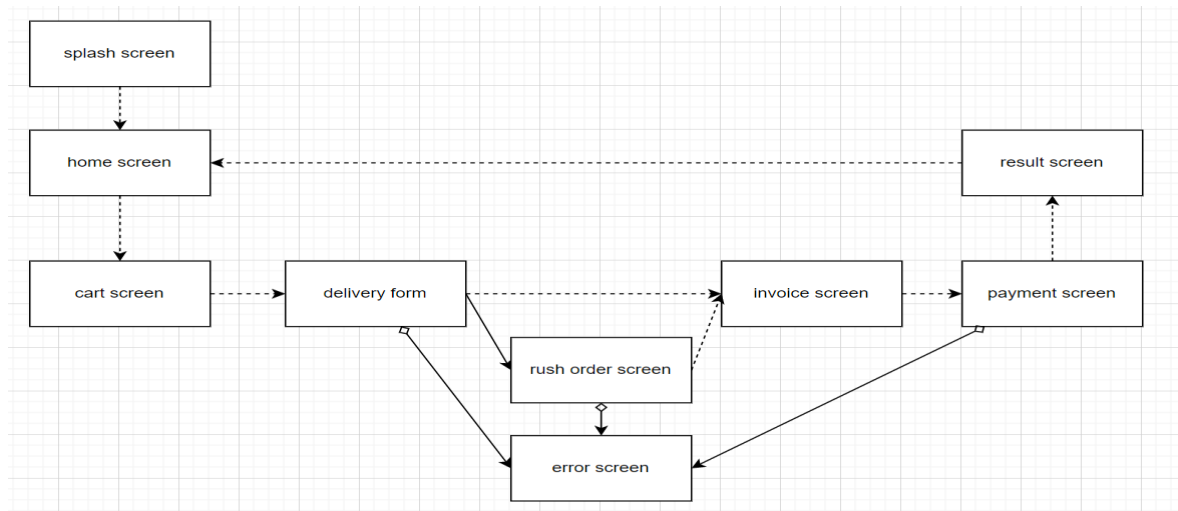 splash screen
home screen
result screen
cart screen
delivery form
invoice screen
payment screen
rush order screen
error screen